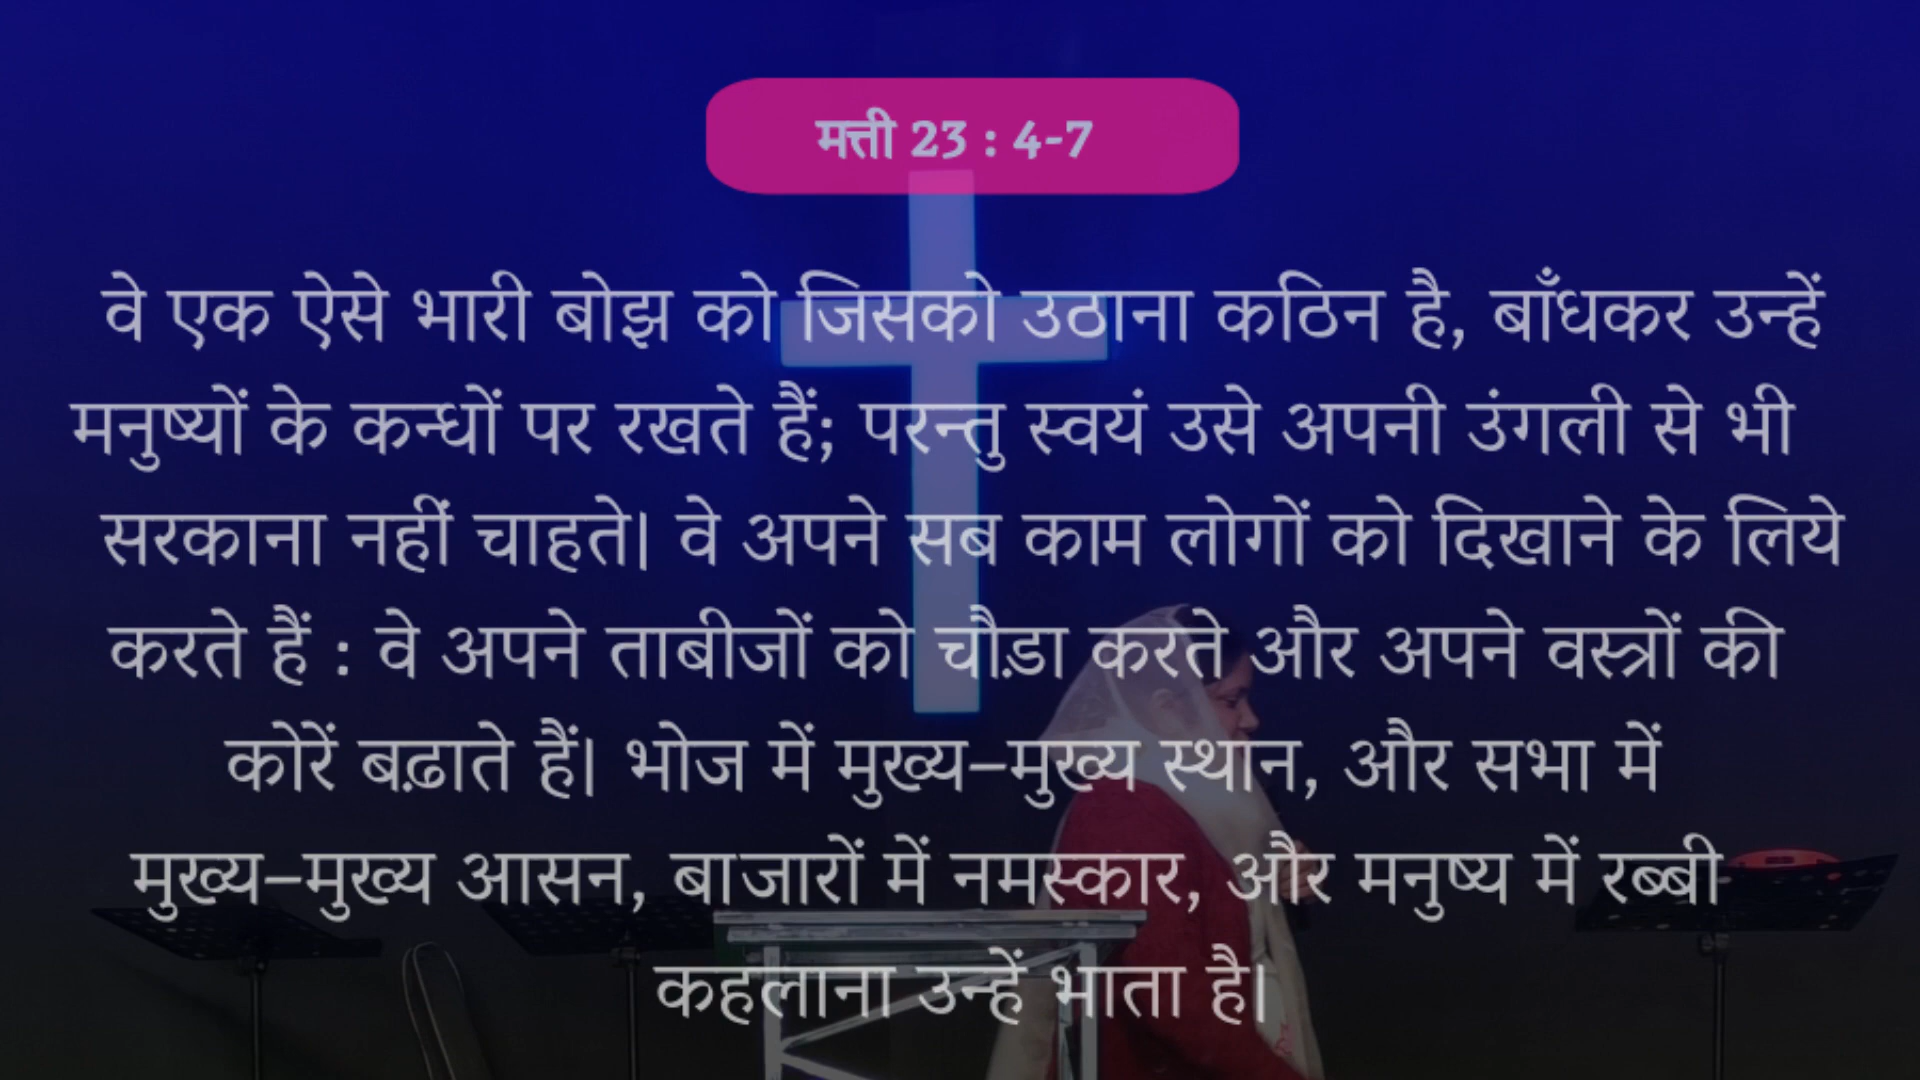 मत्ती 23 : 4-7
वे एक ऐसे भारी बोझ को जिसको उठाना कठिन है, बाँधकर उन्हें
मनुष्यों के कन्धों पर रखते हैं; परन्तु स्वयं उसे अपनी उंगली से भी
सरकाना नहीं चाहते। वे अपने सब काम लोगों को दिखाने के लिये
करते हैं : वे अपने ताबीजों को चौड़ा करते और अपने वस्त्रों की
कोरें बढ़ाते हैं। भोज में मुख्य–मुख्य स्थान, और सभा में
मुख्य–मुख्य आसन, बाजारों में नमस्कार, और मनुष्य में रब्बी
कहलाना उन्हें भाता है।